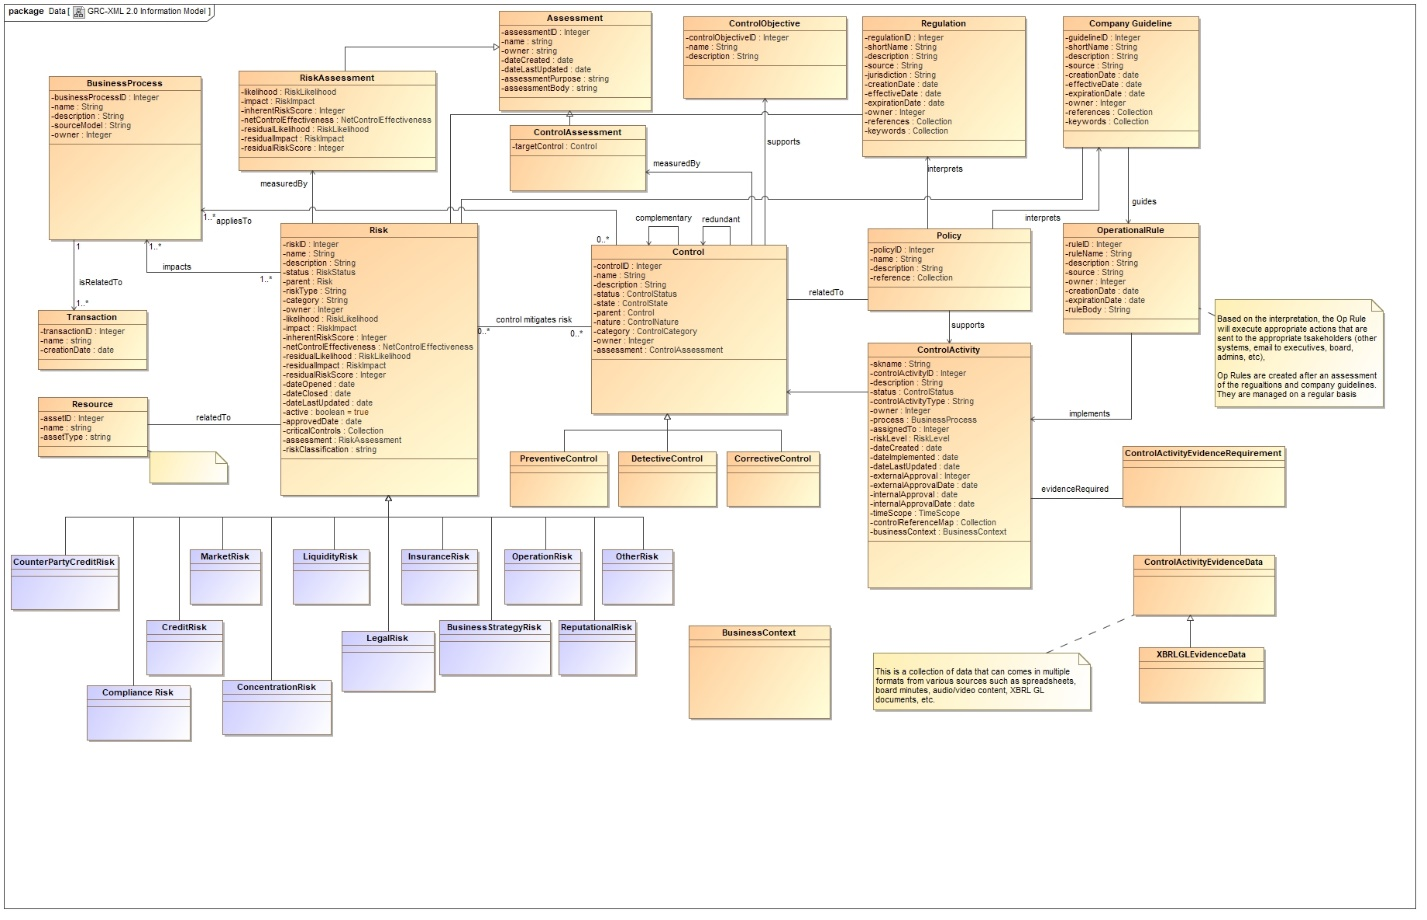 package Data [ GRC-XML 2.0 Information Model ]
Assessment
-assessmentID : Integer
-name : string
-owner : string
-dateCreated : date
-dateLastUpdated : date
-assessmentPurpose : string
-assessmentBody : string
ControlObjective
-controlObjectiveID : Integer
-name : String
-description : String
Regulation
-regulationID : Integer
-shortName : String
-description : String
-source : String
-jurisdiction : String
-creationDate : date
-effectiveDate : date
-expirationDate : date
-owner : Integer
-references : Collection
-keywords : Collection
Company Guideline
-guidelineID : Integer
-shortName : String
-description : String
-source : String
-creationDate : date
-effectiveDate : date
-expirationDate : date
-owner : Integer
-references : Collection
-keywords : Collection
BusinessProcess
-businessProcessID : Integer
-name : String
-description : String
-sourceModel : String
-owner : Integer
RiskAssessment
-likelihood : RiskLikelihood
-impact : RiskImpact
-inherentRiskScore : Integer
-netControlEffectiveness : NetControlEffectiveness
-residualLikelihood : RiskLikelihood
-residualImpact : RiskImpact
-residualRiskScore : Integer
ControlAssessment
-targetControl : Control
supports
measuredBy
measuredBy
interprets
interprets
guides
1..*
appliesTo
complementary
redundant
0..*
1
1..*
impacts
1..*
isRelatedTo
1..*
Risk
-riskID : Integer
-name : String
-description : String
-status : RiskStatus
-parent : Risk
-riskType : String
-category : String
-owner : Integer
-likelihood : RiskLikelihood
-impact : RiskImpact
-inherentRiskScore : Integer
-netControlEffectiveness : NetControlEffectiveness
-residualLikelihood : RiskLikelihood
-residualImpact : RiskImpact
-residualRiskScore : Integer
-dateOpened : date
-dateClosed : date
-dateLastUpdated : date
-active : boolean = true
-approvedDate : date
-criticalControls : Collection
-assessment : RiskAssessment
-riskClassification : string
control mitigates risk
0..*
0..*
Control
-controlID : Integer
-name : String
-description : String
-status : ControlStatus
-state : ControlState
-parent : Control
-nature : ControlNature
-category : ControlCategory
-owner : Integer
-assessment : ControlAssessment
relatedTo
Policy
-policyID : Integer
-name : String
-description : String
-reference : Collection
supports
OperationalRule
-ruleID : Integer
-ruleName : String
-description : String
-source : String
-owner : Integer
-creationDate : date
-expirationDate : date
-ruleBody : String
Based on the interpretation, the Op Rule
will execute appropriate actions that are
sent to the appropriate tsakeholders (other
systems, email to executives, board,
admins, etc),
Op Rules are created after an assessment
of the regualtions and company guidelines.
They are managed on a regular basis
implements
Transaction
-transactionID : Integer
-name : string
-creationDate : date
Resource
-assetID : Integer
-name : string
-assetType : string
relatedTo
ControlActivity
-skname : String
-controlActivityID : Integer
-description : String
-status : ControlStatus
-controlActivityType : String
-owner : Integer
-process : BusinessProcess
-assignedTo : Integer
-riskLevel : RiskLevel
-dateCreated : date
-dateImplemented : date
-dateLastUpdated : date
-externalApproval : Integer
-externalApprovalDate : date
-internalApproval : date
-internalApprovalDate : date
-timeScope : TimeScope
-controlReferenceMap : Collection
-businessContext : BusinessContext
PreventiveControl
DetectiveControl
CorrectiveControl
evidenceRequired
ControlActivityEvidenceRequirement
ControlActivityEvidenceData
XBRLGLEvidenceData
This is a collection of data that can comes in multiple
formats from various sources such as spreadsheets,
board minutes, audio/video content, XBRL GL
documents, etc.
BusinessContext
CounterPartyCreditRisk
MarketRisk
LiquidityRisk
InsuranceRisk
OperationRisk
OtherRisk
CreditRisk
LegalRisk
BusinessStrategyRisk
ReputationalRisk
Compliance Risk
ConcentrationRisk